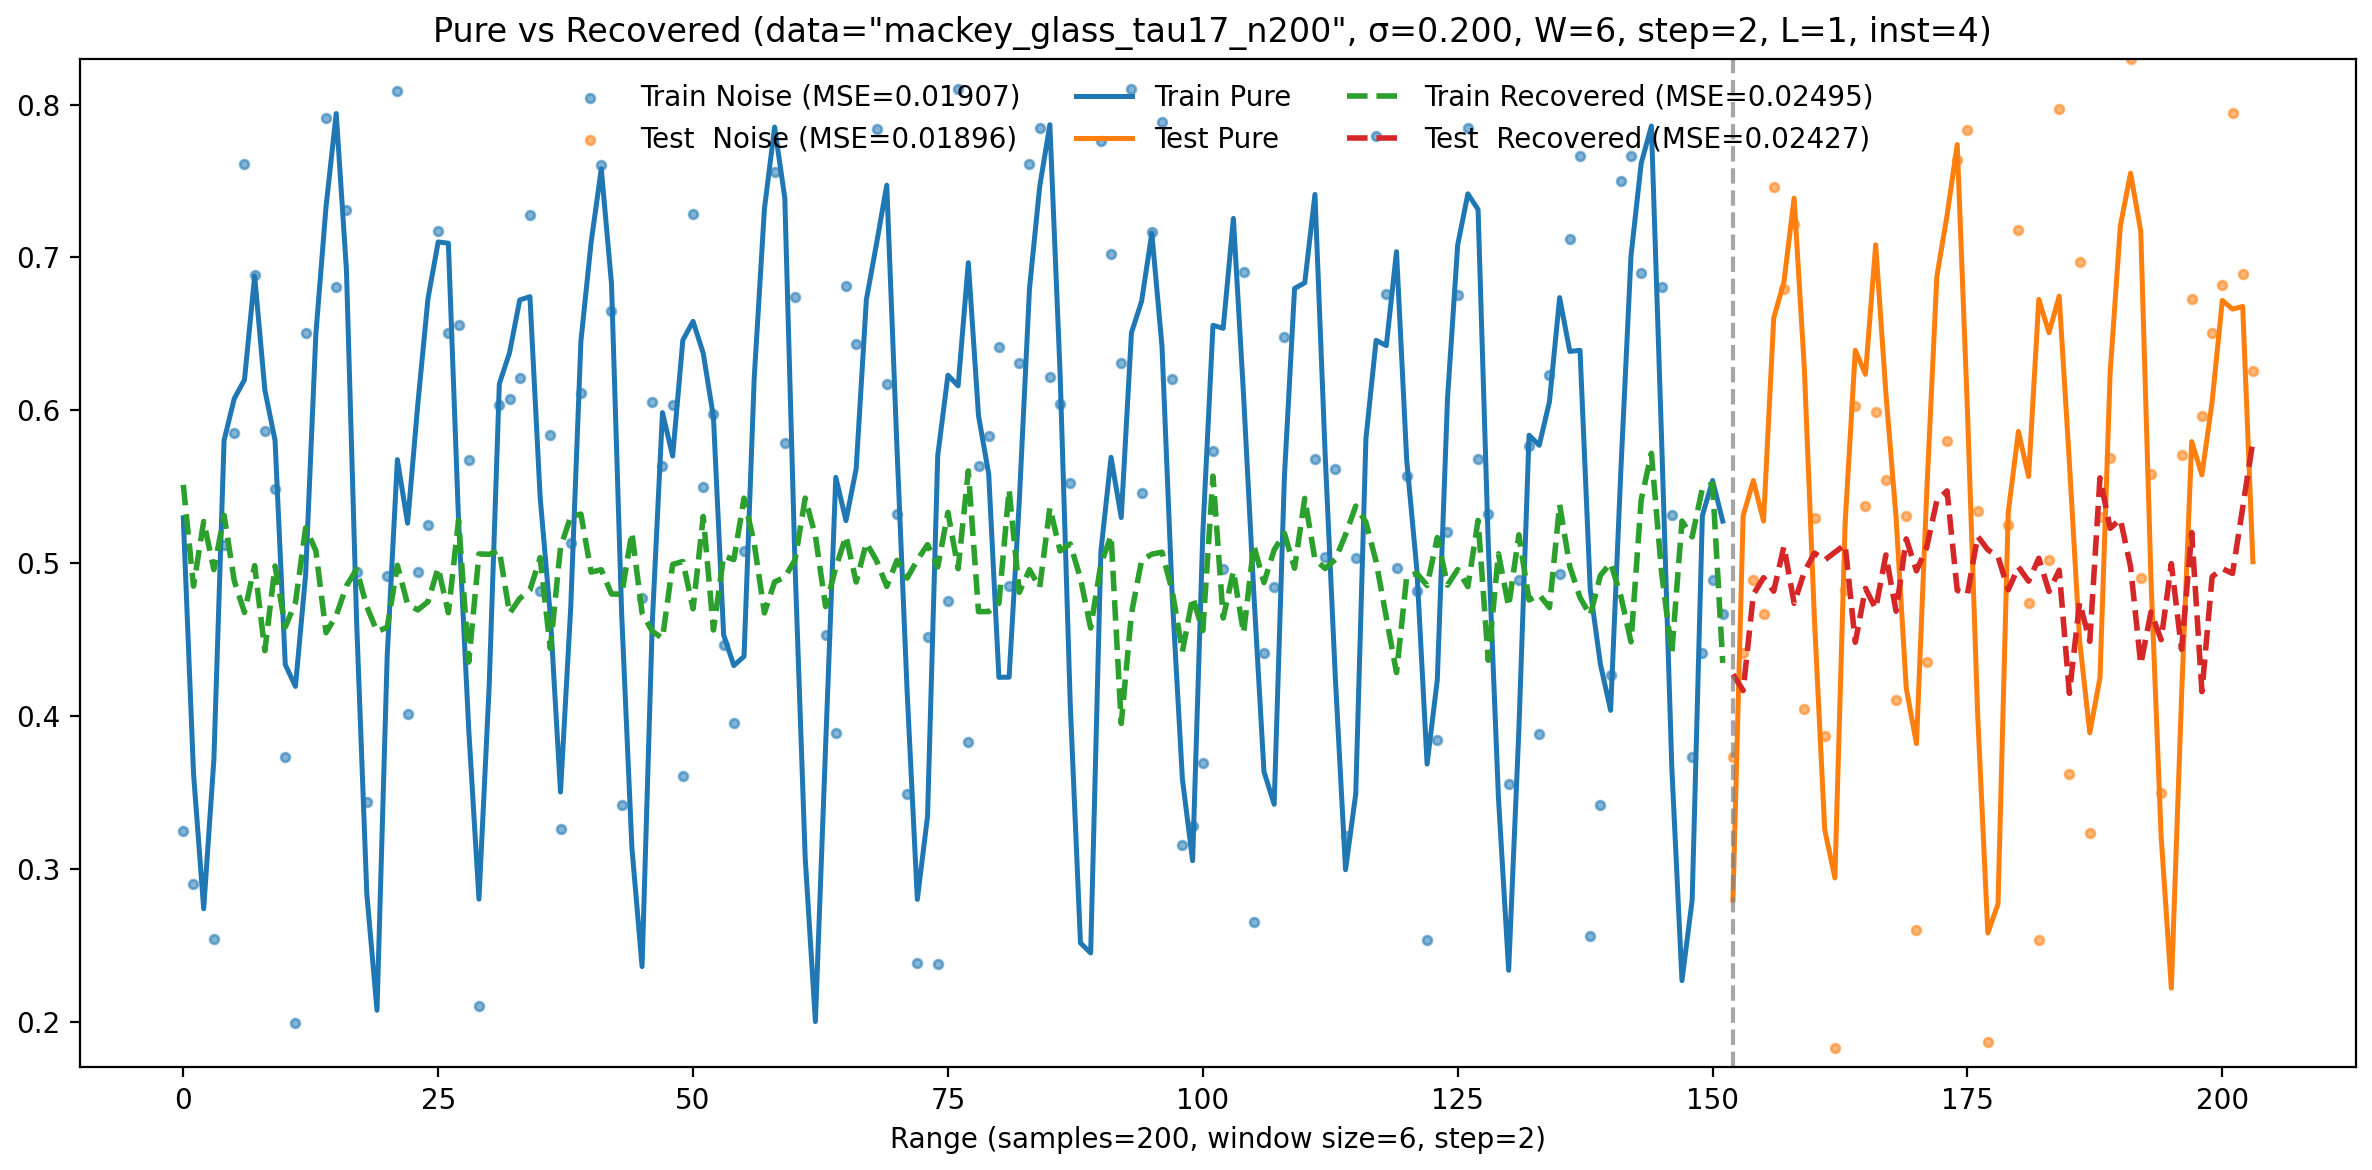 Pure vs Recovered (data="mackey_glass_tau17_n200", σ=0.200, W=6, step=2, L=1, inst=4)
Train Noise (MSE=0.01907)
Test  Noise (MSE=0.01896)
Train Pure
Test Pure
Train Recovered (MSE=0.02495)
Test  Recovered (MSE=0.02427)
0.8
0.7
0.6
0.5
0.4
0.3
0.2
0 25 50 75 100 125 150 175 200
Range (samples=200, window size=6, step=2)